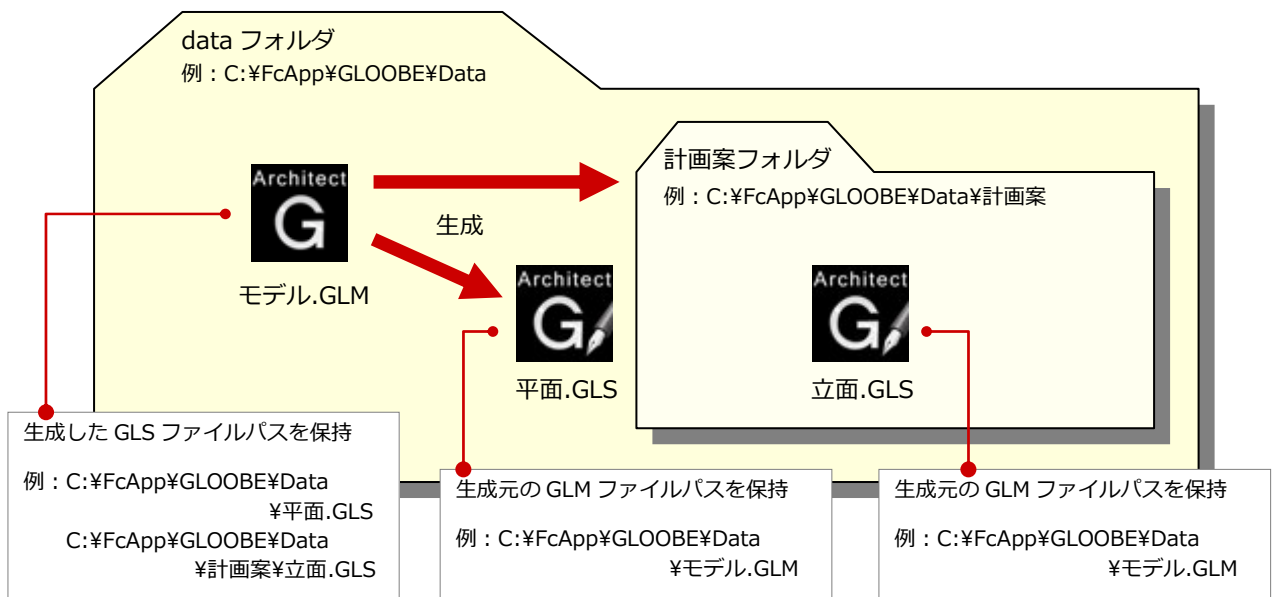 data フォルダ
例：C:¥FcApp¥GLOOBE¥Data
計画案フォルダ
例：C:¥FcApp¥GLOOBE¥Data¥計画案
Architect
G
モデル.GLM
生成
Architect
G
平面.GLS
Architect
G
立面.GLS
生成した GLS ファイルパスを保持
例：C:¥FcApp¥GLOOBE¥Data
¥平面.GLS
C:¥FcApp¥GLOOBE¥Data
¥計画案¥立面.GLS
生成元の GLM ファイルパスを保持
例：C:¥FcApp¥GLOOBE¥Data
¥モデル.GLM
生成元の GLM ファイルパスを保持
例：C:¥FcApp¥GLOOBE¥Data
¥モデル.GLM